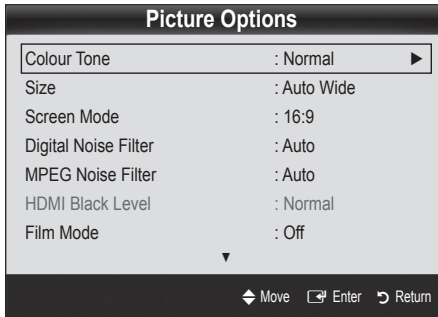 Picture Options
Colour Tone : Normal ►
Size : Auto Wide
Screen Mode : 16:9
Digital Noise Filter : Auto
MPEG Noise Filter : Auto
HDMI Black Level : Normal
Film Mode : Off
▼
Move Enter Return